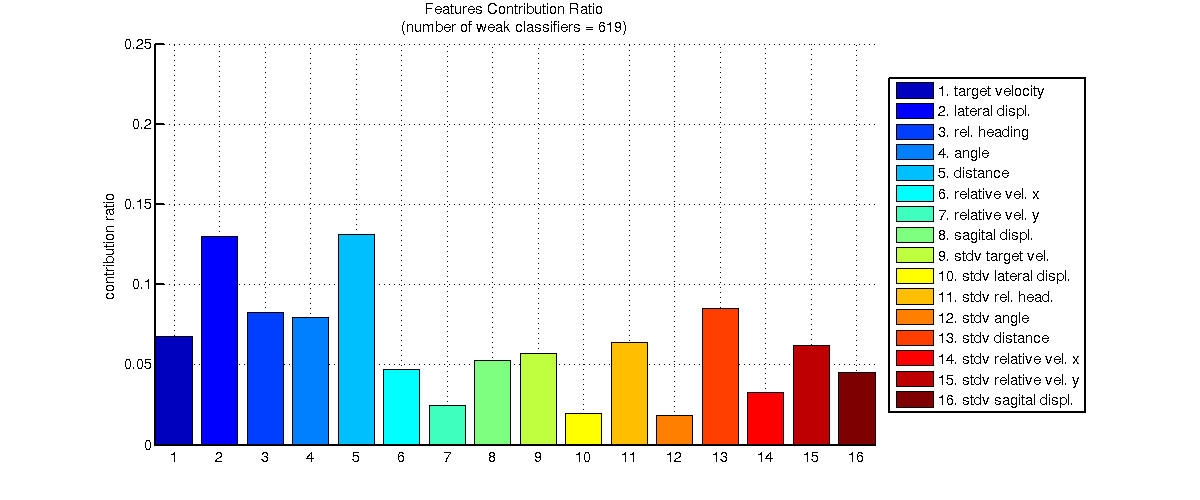 Features Contribution Ratio
(number of weak classifiers = 619)
contribution ratio
0.25
0.2
0.15
0.1
0.05
0
1 2 3 4 5 6 7 8 9 10 11 12 13 14 15 16
1. target velocity
2. lateral displ.
3. rel. heading
4. angle
5. distance
6. relative vel. x
7. relative vel. y
8. sagital displ.
9. stdv target vel.
10. stdv lateral displ.
11. stdv rel. head.
12. stdv angle
13. stdv distance
14. stdv relative vel. x
15. stdv relative vel. y
16. stdv sagital displ.